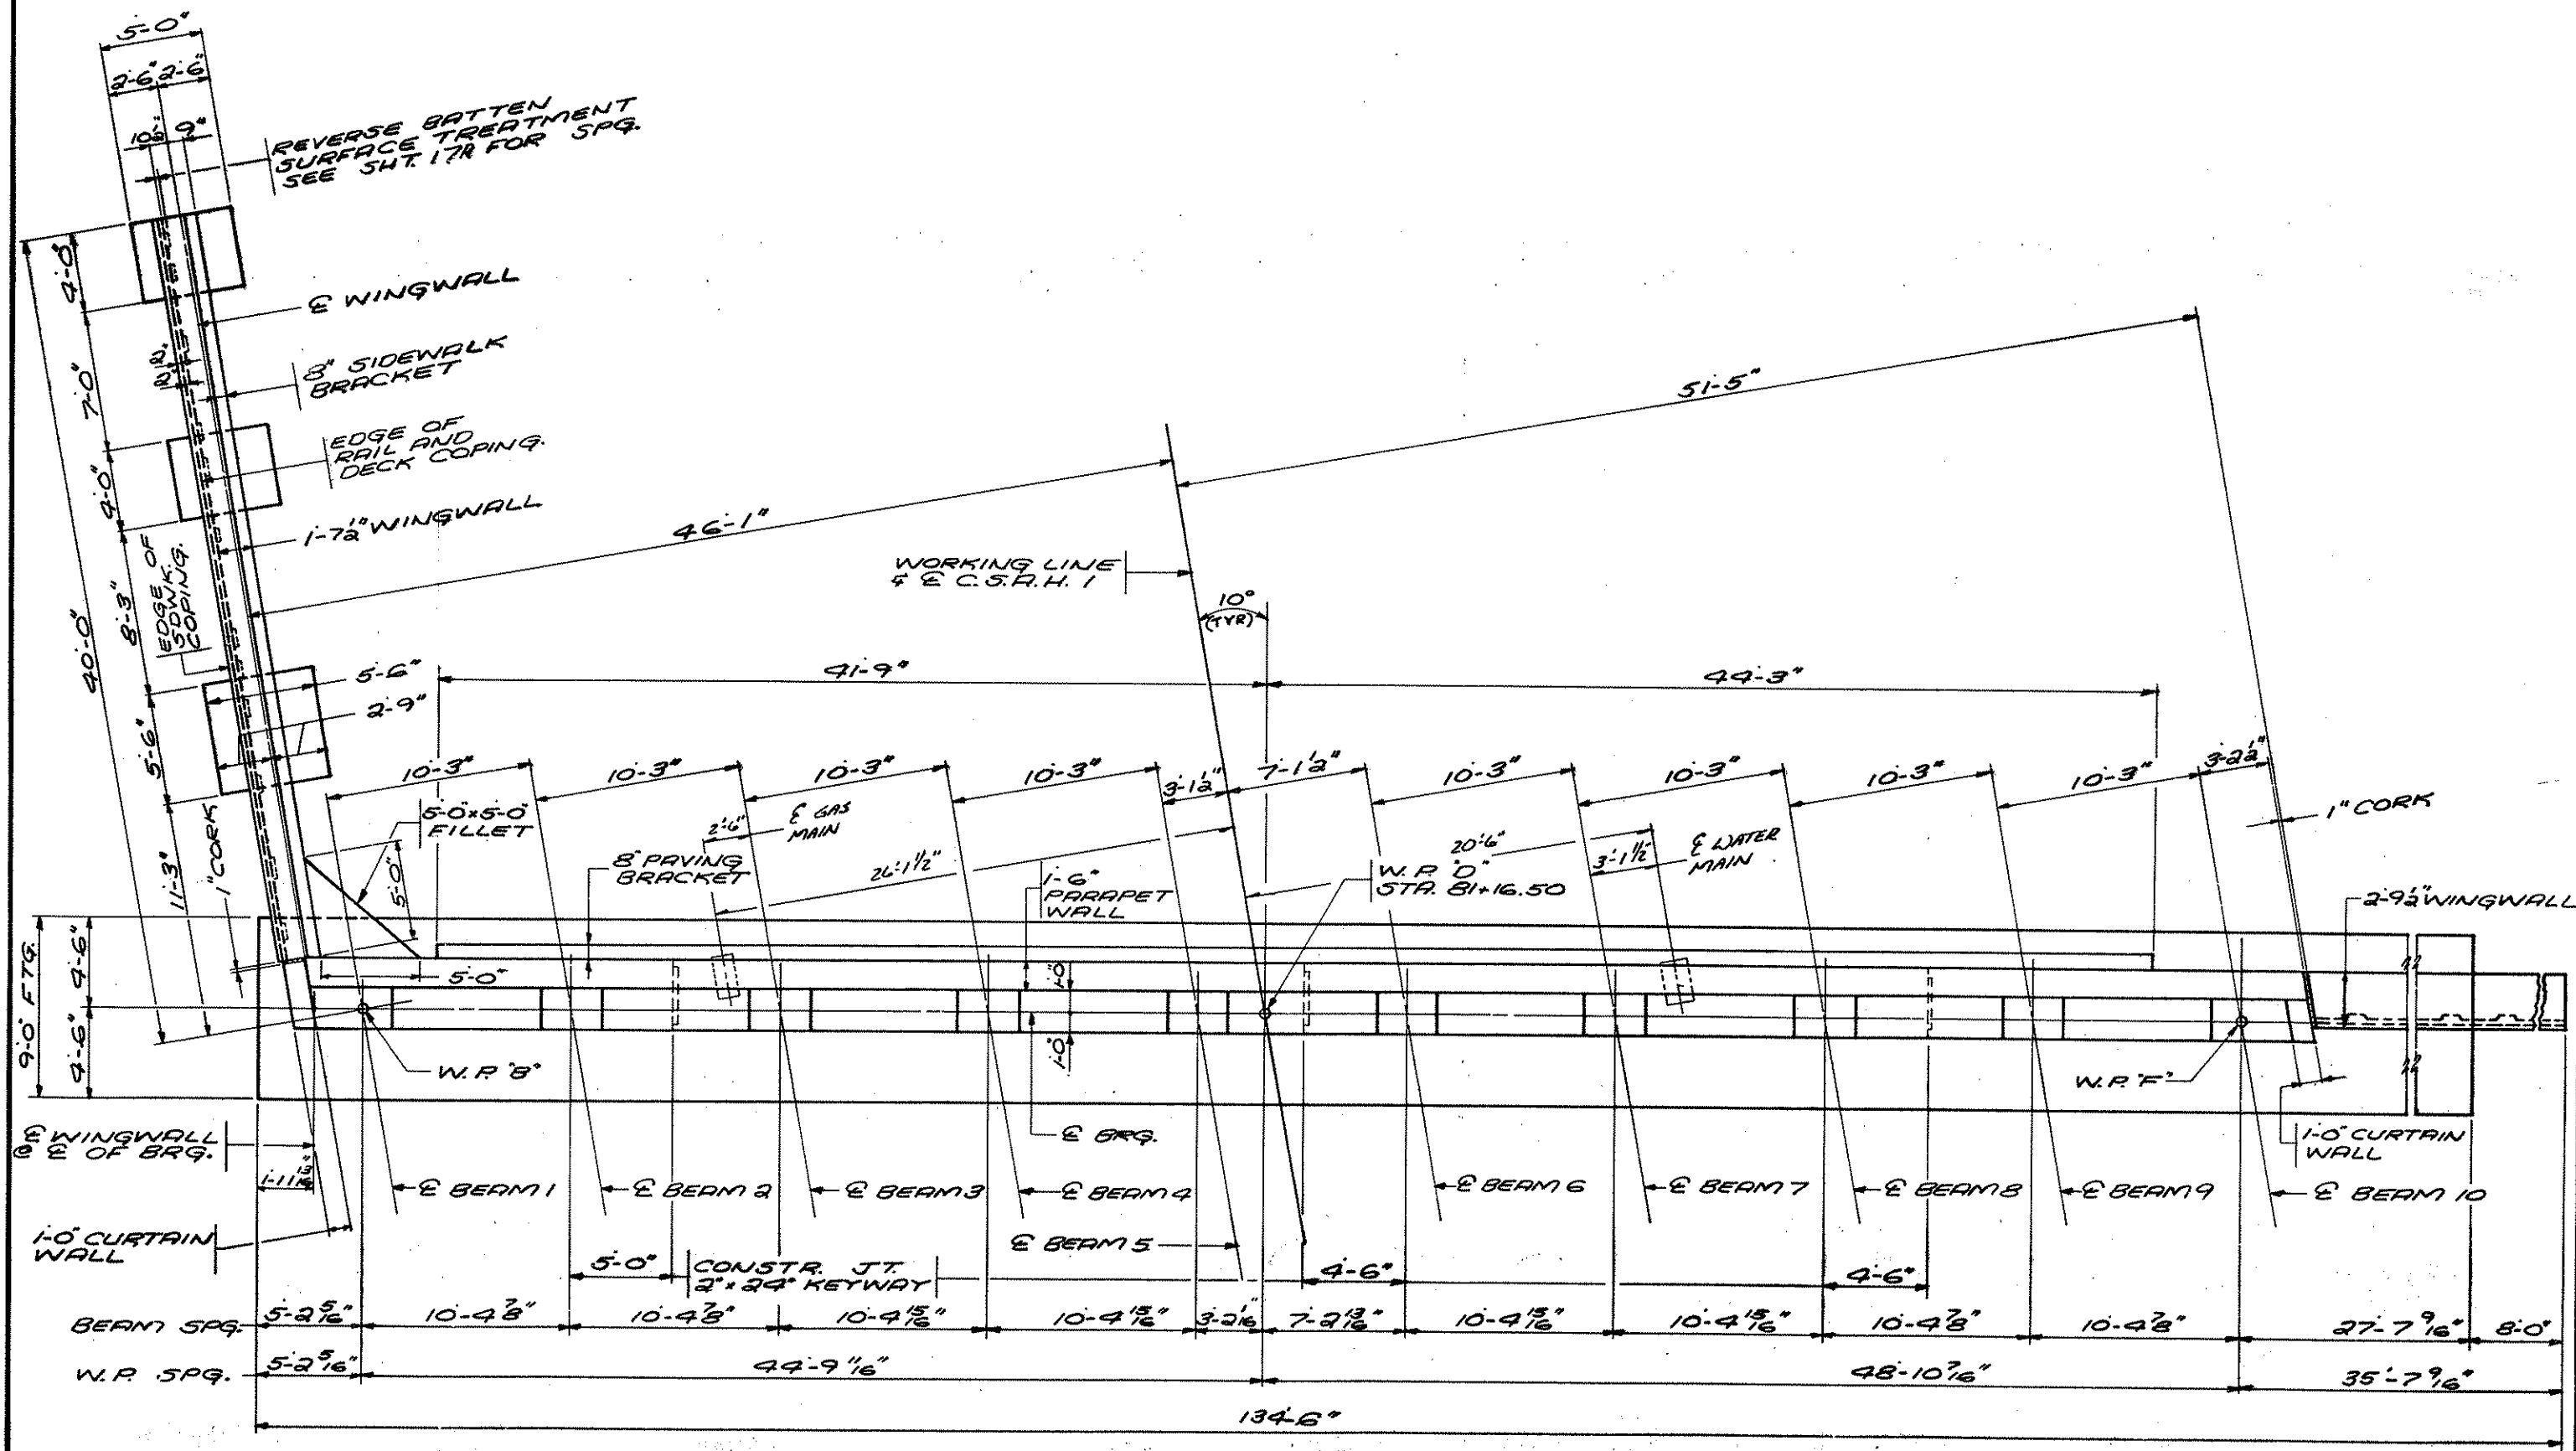 5'-0"
2'-6" 2'-6"
10½" 9"
REVERSE BATTEN
SURFACE TREATMENT
SEE SHT. 17A FOR SPG.
4'-0"
7'-0"
4'-0"
8'-3"
5'-6"
11'-3"
40'-0"
℄ WINGWALL
2"
2"
8" SIDEWALK
BRACKET
EDGE OF
RAIL AND
DECK COPING.
1'-7½" WINGWALL
EDGE OF
SDWK.
COPING.
51'-5"
46'-1"
WORKING LINE
& ℄ C.S.A.H. 1
10°
(TYP.)
5'-6"
2'-9"
41'-9"
44'-3"
10'-3"
10'-3"
10'-3"
10'-3"
3'-1½"
7'-1½"
10'-3"
10'-3"
10'-3"
10'-3"
3'-2½"
1" CORK
5'-0"x5'-0"
FILLET
5'-0"
5'-0"
2'-6"
℄ GAS
MAIN
8" PAVING
BRACKET
26'-1½"
1'-6"
PARAPET
WALL
W.P. "D"
STA. 81+16.50
20'-6"
3'-1½"
℄ WATER
MAIN
1" CORK
2'-9½" WINGWALL
9'-0" FTG.
4'-6"
4'-6"
1'-0"
1'-0"
W.P. "B"
℄ BRG.
W.P. "F"
1'-0" CURTAIN
WALL
℄ WINGWALL
@ ℄ OF BRG.
℄ BEAM 1
℄ BEAM 2
℄ BEAM 3
℄ BEAM 4
℄ BEAM 5
℄ BEAM 6
℄ BEAM 7
℄ BEAM 8
℄ BEAM 9
℄ BEAM 10
1'-0" CURTAIN
WALL
5'-0"
CONSTR. JT.
2"x24" KEYWAY
4'-6"
4'-6"
BEAM SPG. 5'-2 5/16" 10'-4 7/8" 10'-4 7/8" 10'-4 15/16" 10'-4 15/16" 3'-2 1/16" 7'-2 13/16" 10'-4 15/16" 10'-4 15/16" 10'-4 7/8" 10'-4 7/8" 27'-7 9/16" 8'-0"
W.P. SPG. 5'-2 5/16" 44'-9 11/16" 48'-10 7/16" 35'-7 9/16"
134'-6"